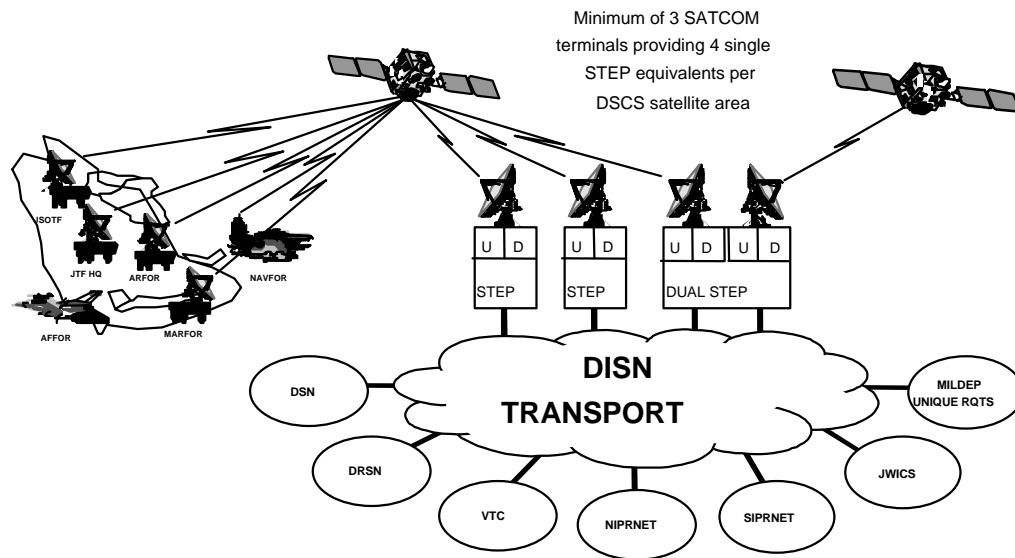 Minimum of 3 SATCOM
terminals providing 4 single
STEP equivalents per
DSCS satellite area
JSOTF
JTF HQ
ARFOR
NAVFOR
AFFOR
MARFOR
U D
STEP
U D
STEP
U D U D
DUAL STEP
DISN
TRANSPORT
DSN
DRSN
VTC
NIPRNET
SIPRNET
JWICS
MILDEP
UNIQUE RQTS